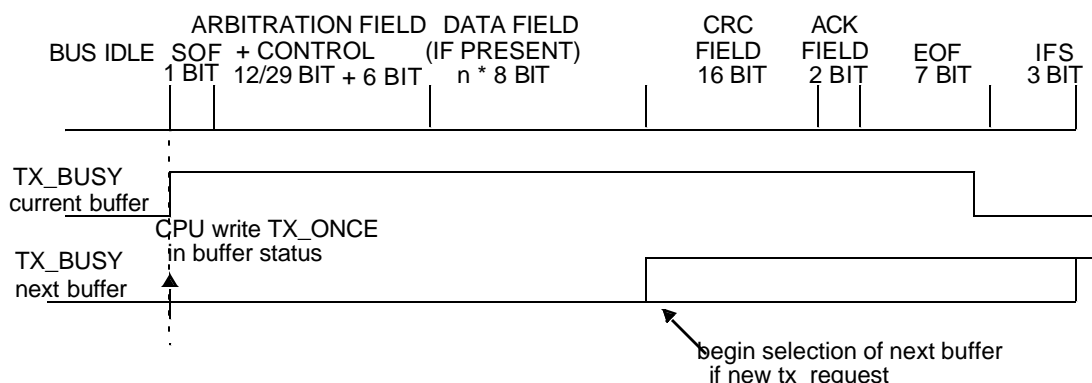 ARBITRATION FIELD DATA FIELD CRC ACK
BUS IDLE SOF + CONTROL (IF PRESENT) FIELD FIELD EOF IFS
1 BIT 12/29 BIT + 6 BIT n * 8 BIT 16 BIT 2 BIT 7 BIT 3 BIT
TX_BUSY
current buffer
CPU write TX_ONCE
in buffer status
TX_BUSY
next buffer
begin selection of next buffer
if new tx_request